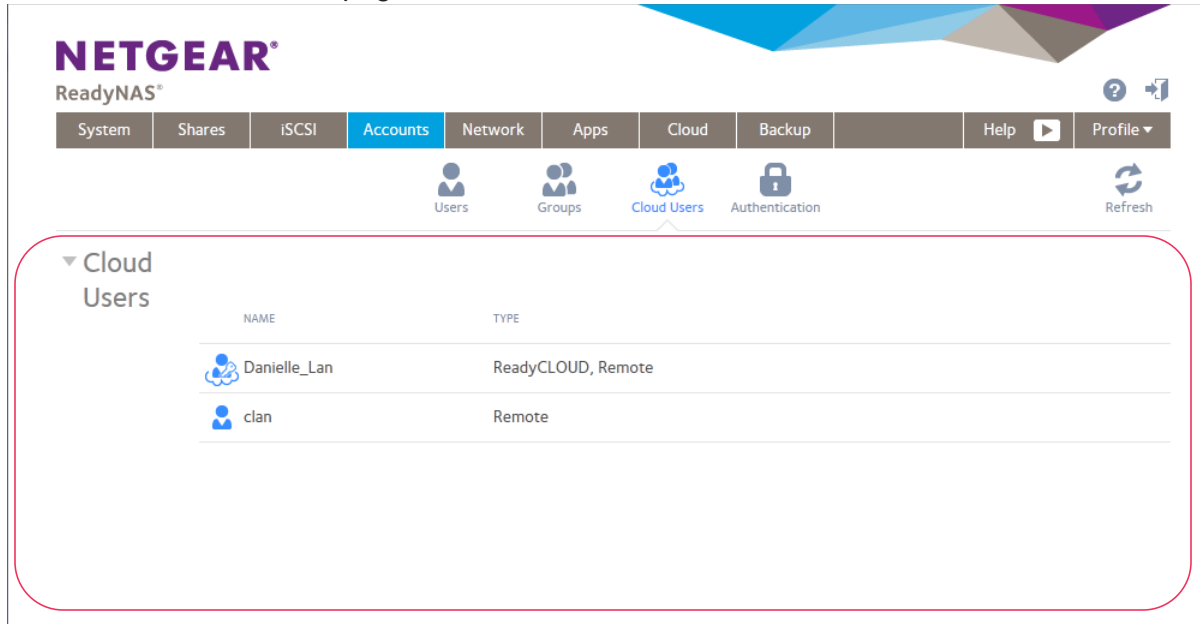 NETGEAR®
ReadyNAS®
System Shares iSCSI Accounts Network Apps Cloud Backup Help Profile
Users Groups Cloud Users Authentication Refresh
Cloud
Users
NAME TYPE
Danielle_Lan ReadyCLOUD, Remote
clan Remote